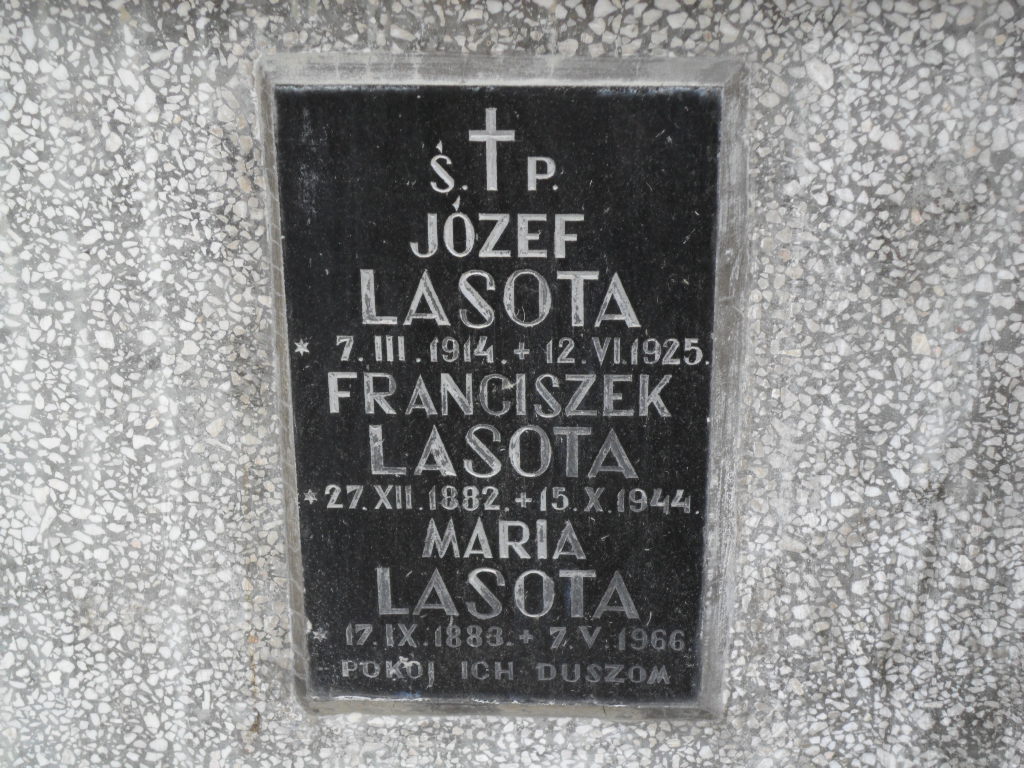 Ś. P.
JÓZEF
LASOTA
* 7. III. 1914. + 12. VI. 1925.
FRANCISZEK
LASOTA
* 27. XII. 1882. + 15. X. 1944.
MARIA
LASOTA
* 17. IX. 1883. + 7. V. 1966.
POKÓJ ICH DUSZOM